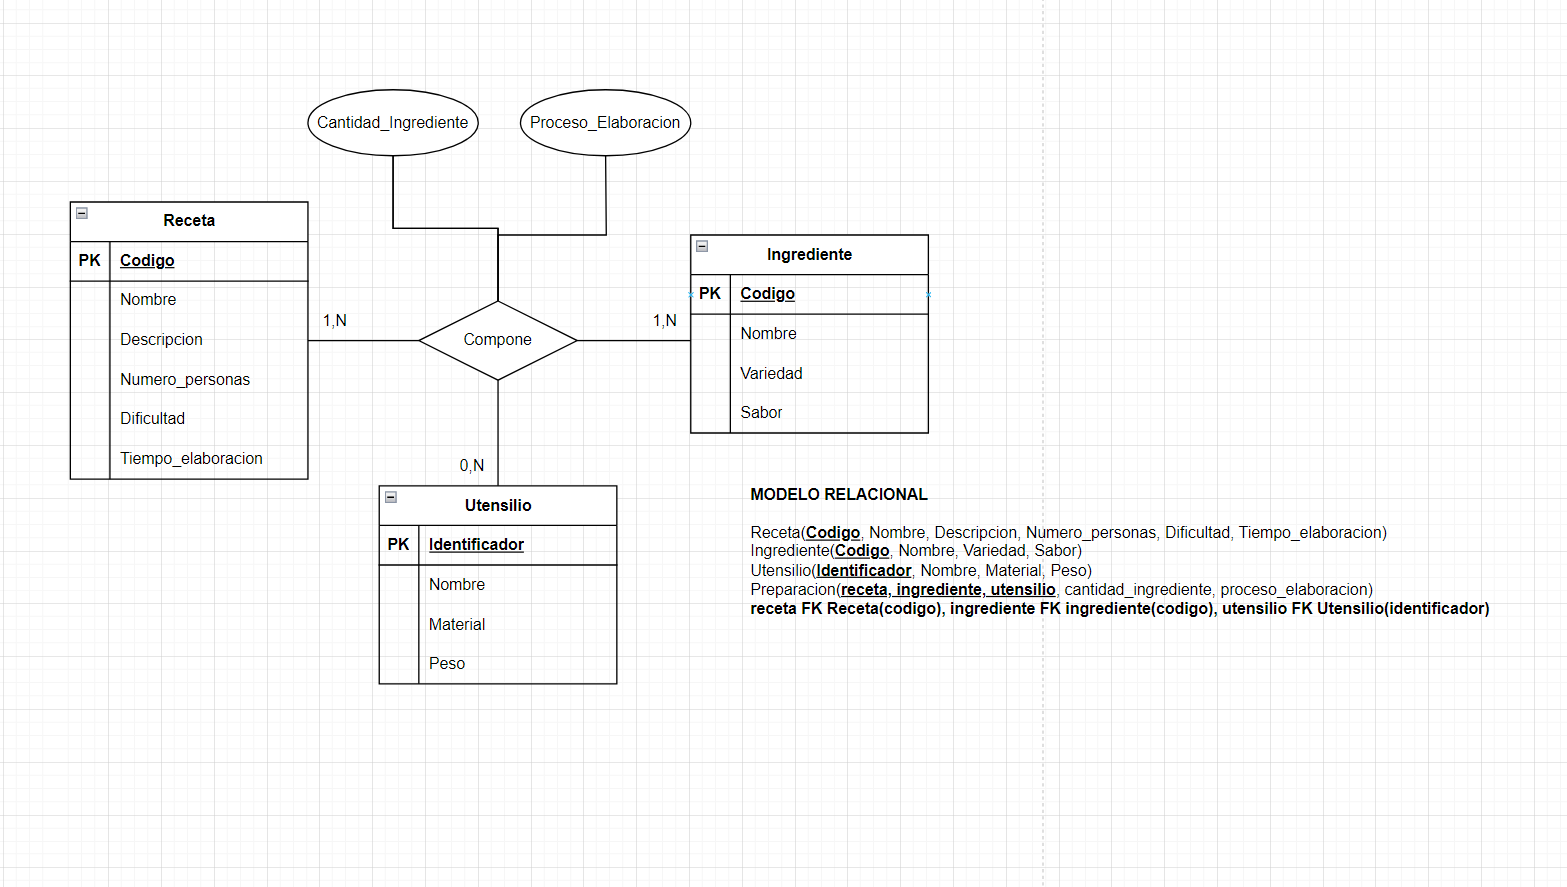 Cantidad_Ingrediente
Proceso_Elaboracion
Receta
PK Codigo
Nombre
Descripcion
Numero_personas
Dificultad
Tiempo_elaboracion
1,N
Compone
1,N
0,N
Ingrediente
PK Codigo
Nombre
Variedad
Sabor
Utensilio
PK Identificador
Nombre
Material
Peso
MODELO RELACIONAL
Receta(Codigo, Nombre, Descripcion, Numero_personas, Dificultad, Tiempo_elaboracion)
Ingrediente(Codigo, Nombre, Variedad, Sabor)
Utensilio(Identificador, Nombre, Material, Peso)
Preparacion(receta, ingrediente, utensilio, cantidad_ingrediente, proceso_elaboracion)
receta FK Receta(codigo), ingrediente FK ingrediente(codigo), utensilio FK Utensilio(identificador)